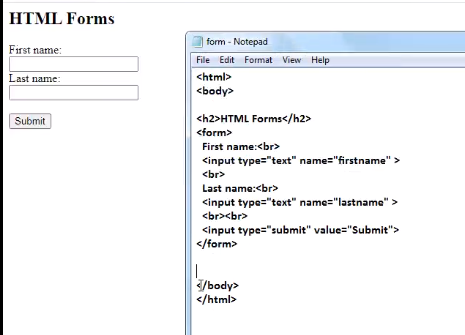 HTML Forms
First name:
Last name:
Submit
form - Notepad
File Edit Format View Help
<html>
<body>
<h2>HTML Forms</h2>
<form>
First name:<br>
<input type="text" name="firstname" >
<br>
Last name:<br>
<input type="text" name="lastname" >
<br><br>
<input type="submit" value="Submit">
</form>
</body>
</html>